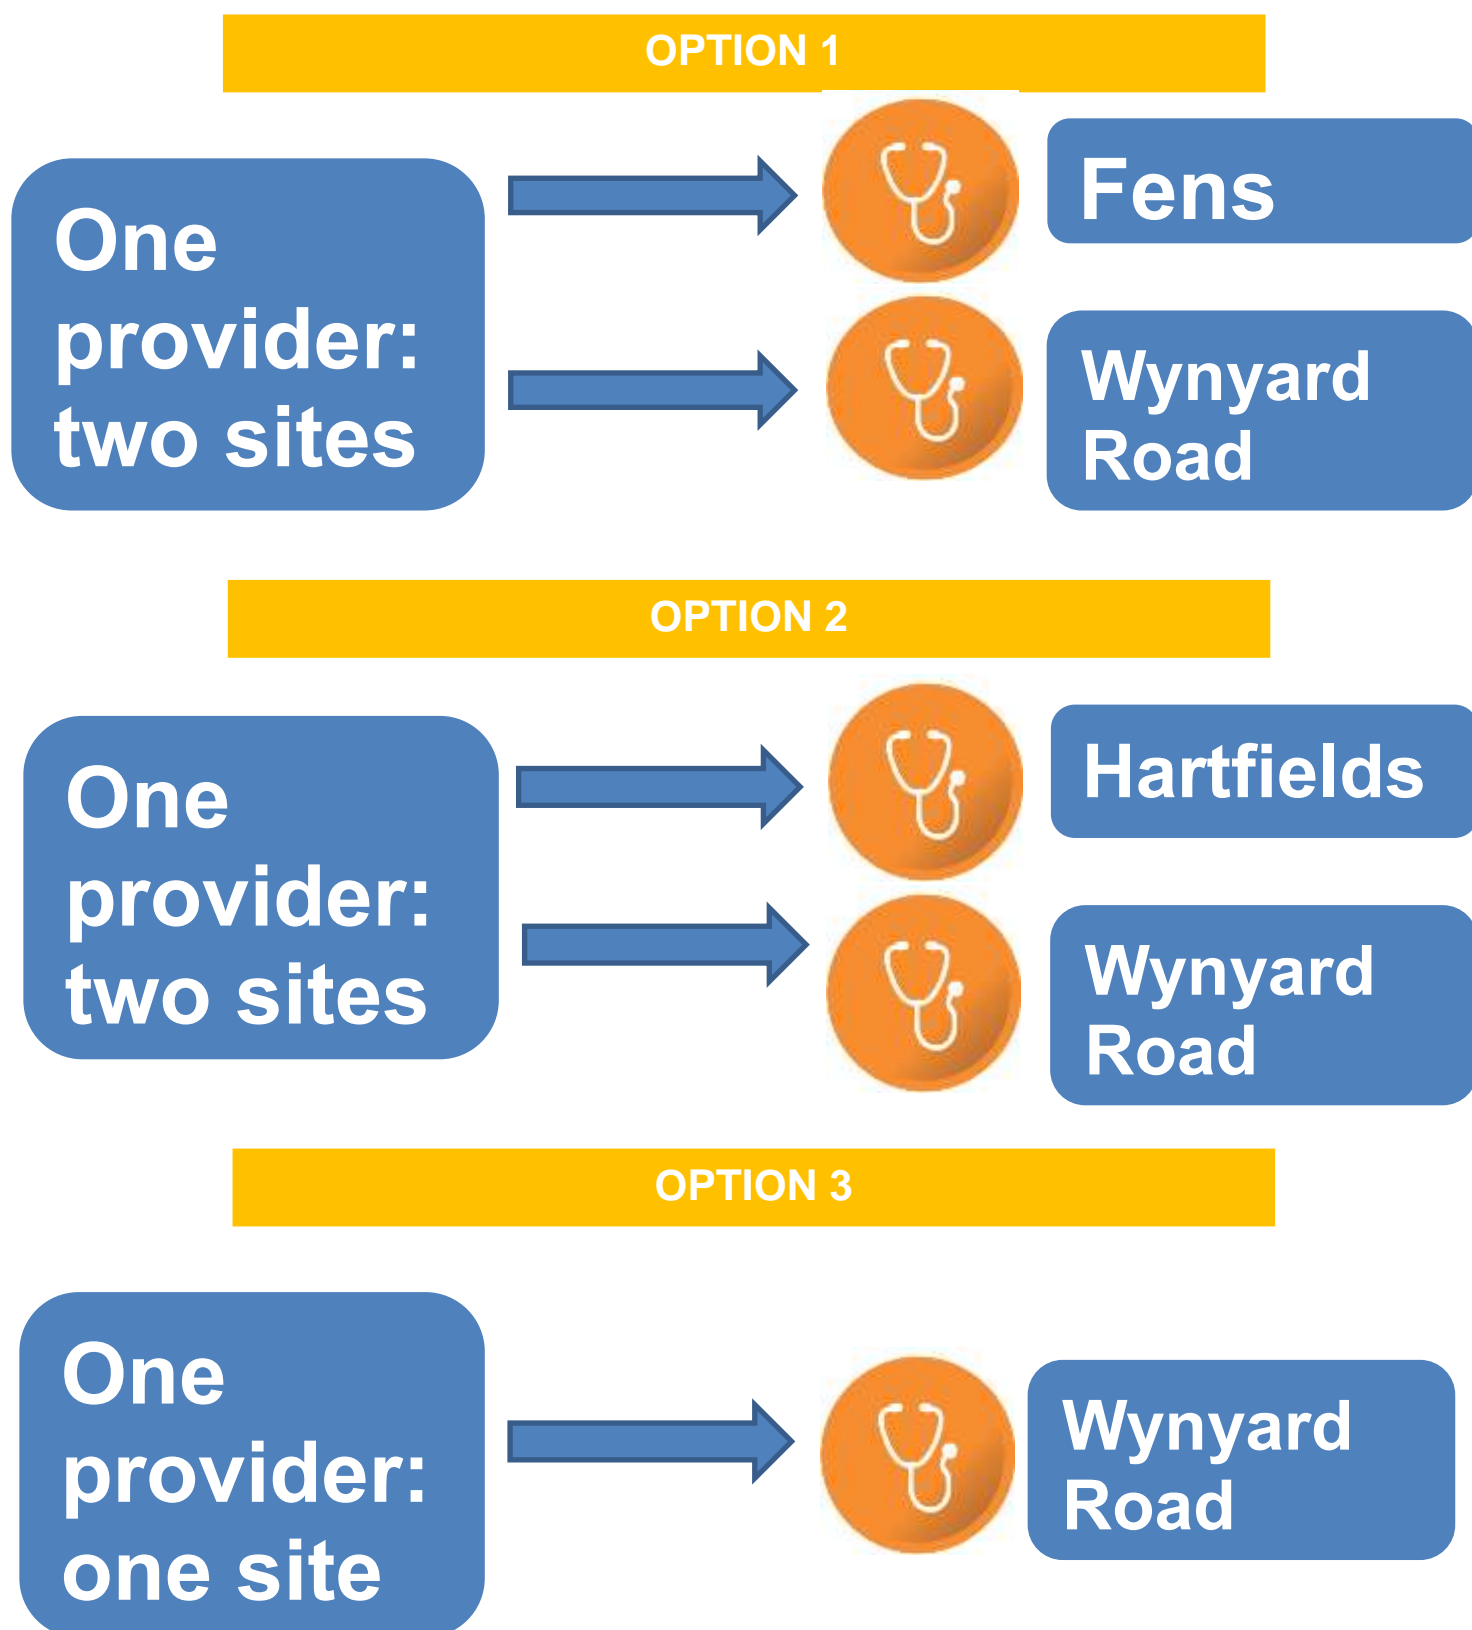 OPTION 1
One
provider:
two sites
Fens
Wynyard
Road
OPTION 2
One
provider:
two sites
Hartfields
Wynyard
Road
OPTION 3
One
provider:
one site
Wynyard
Road